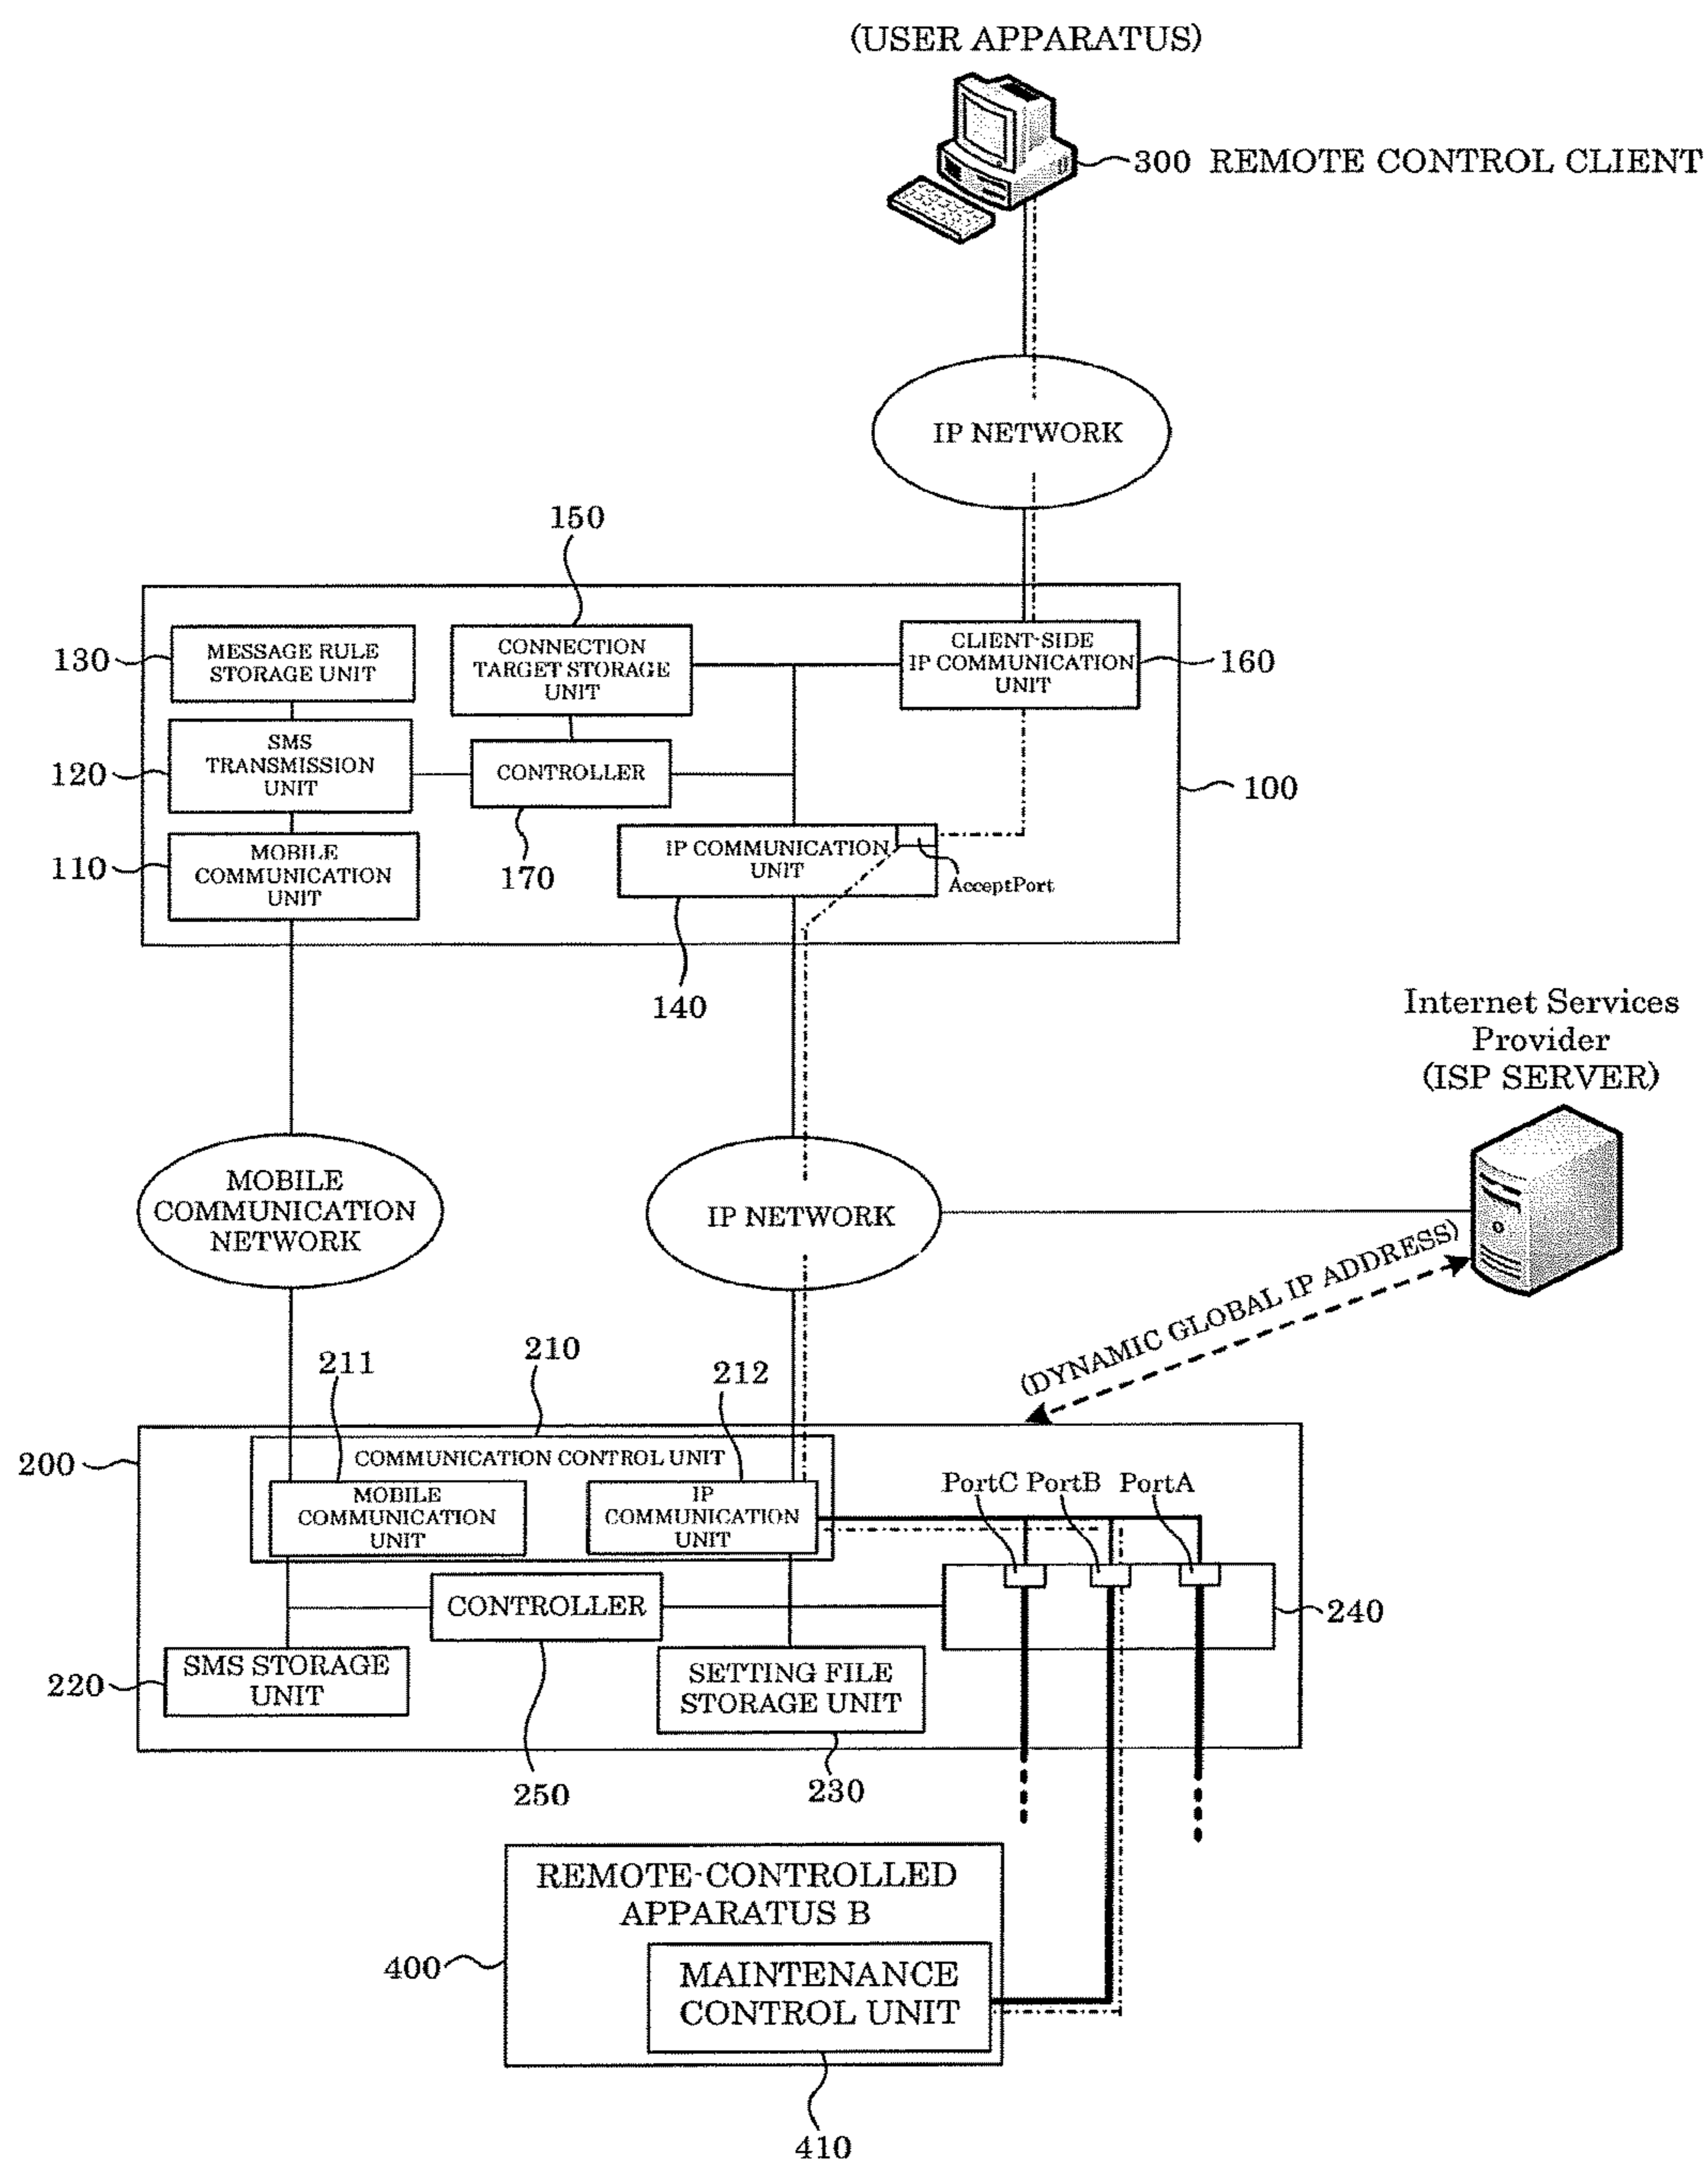 (USER APPARATUS)
300 REMOTE CONTROL CLIENT
IP NETWORK
150
130
MESSAGE RULE
STORAGE UNIT
CONNECTION
TARGET STORAGE
UNIT
CLIENT-SIDE
IP COMMUNICATION
UNIT
160
120
SMS
TRANSMISSION
UNIT
CONTROLLER
100
110
MOBILE
COMMUNICATION
UNIT
170
IP COMMUNICATION
UNIT
AcceptPort
140
Internet Services
Provider
(ISP SERVER)
MOBILE
COMMUNICATION
NETWORK
IP NETWORK
(DYNAMIC GLOBAL IP ADDRESS)
211
210
212
200
COMMUNICATION CONTROL UNIT
MOBILE
COMMUNICATION
UNIT
IP
COMMUNICATION
UNIT
PortC PortB PortA
CONTROLLER
240
220
SMS STORAGE
UNIT
SETTING FILE
STORAGE UNIT
250
230
REMOTE-CONTROLLED
APPARATUS B
400
MAINTENANCE
CONTROL UNIT
410